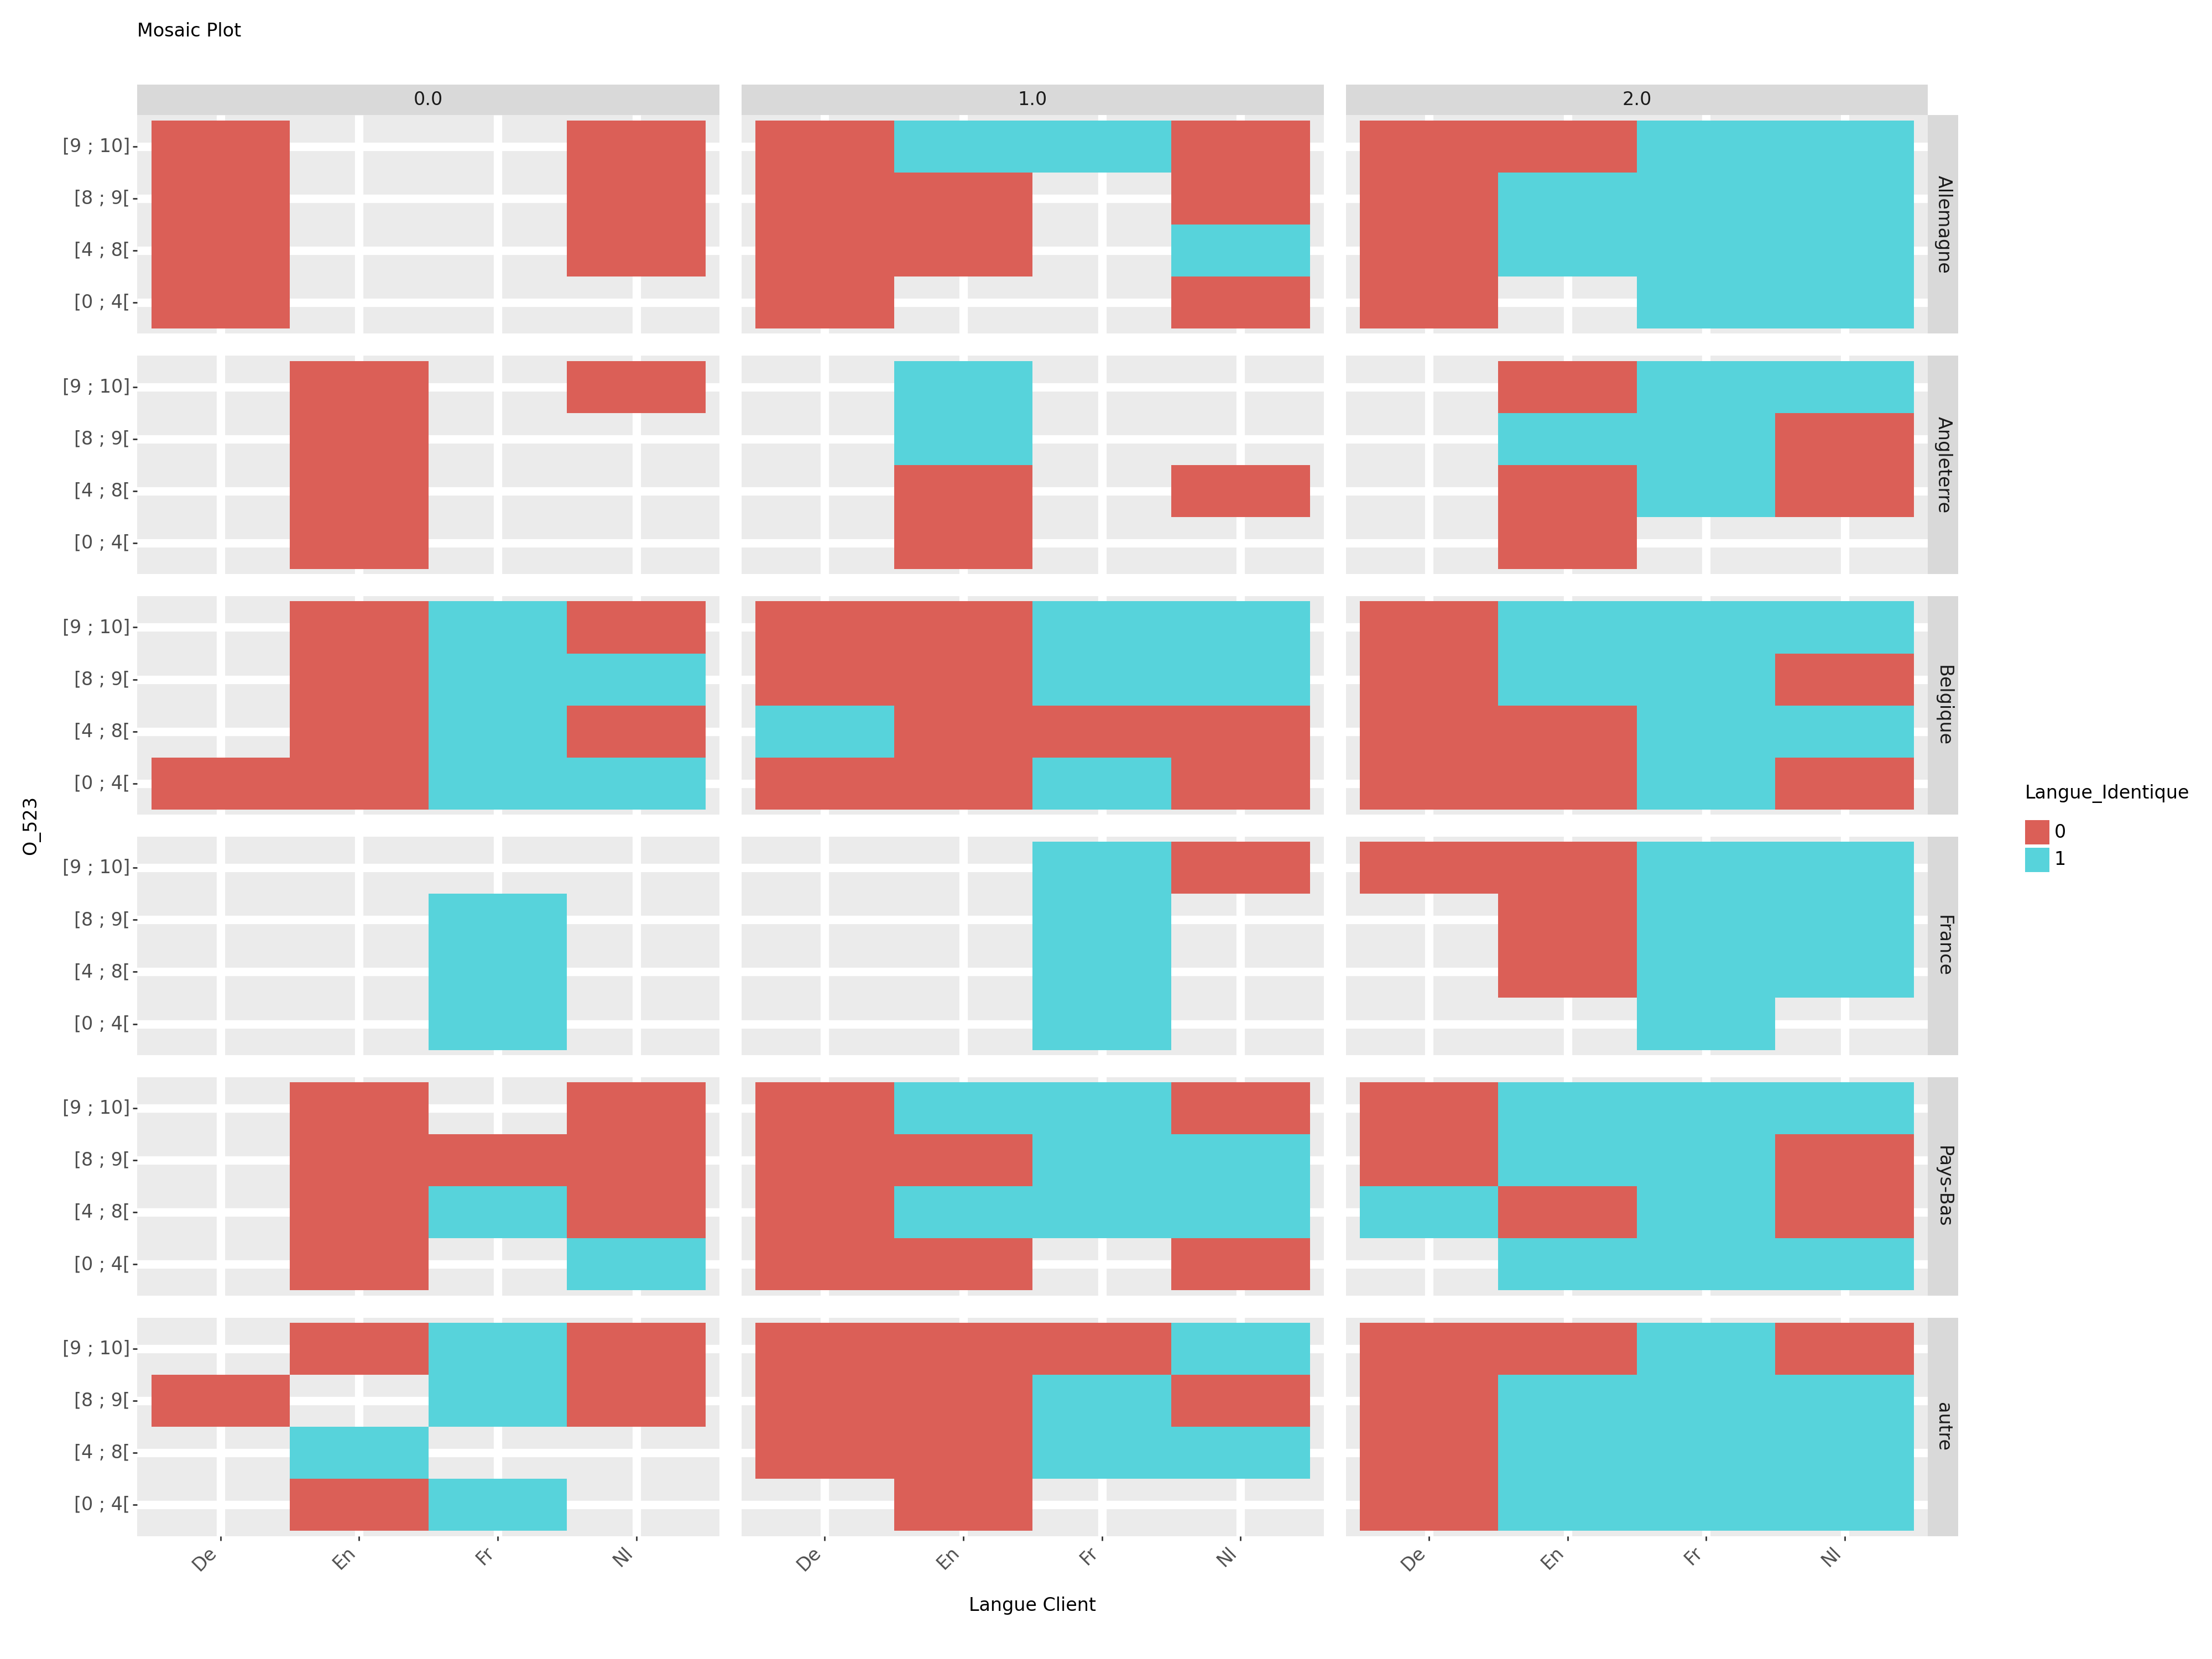 Mosaic Plot
0.0 1.0 2.0
[9 ; 10]
[8 ; 9[
[4 ; 8[
[0 ; 4[
Allemagne
[9 ; 10]
[8 ; 9[
[4 ; 8[
[0 ; 4[
Angleterre
[9 ; 10]
[8 ; 9[
[4 ; 8[
[0 ; 4[
Belgique
O_523
Langue_Identique
0
1
[9 ; 10]
[8 ; 9[
[4 ; 8[
[0 ; 4[
France
[9 ; 10]
[8 ; 9[
[4 ; 8[
[0 ; 4[
Pays-Bas
[9 ; 10]
[8 ; 9[
[4 ; 8[
[0 ; 4[
autre
De En Fr Nl De En Fr Nl De En Fr Nl
Langue Client